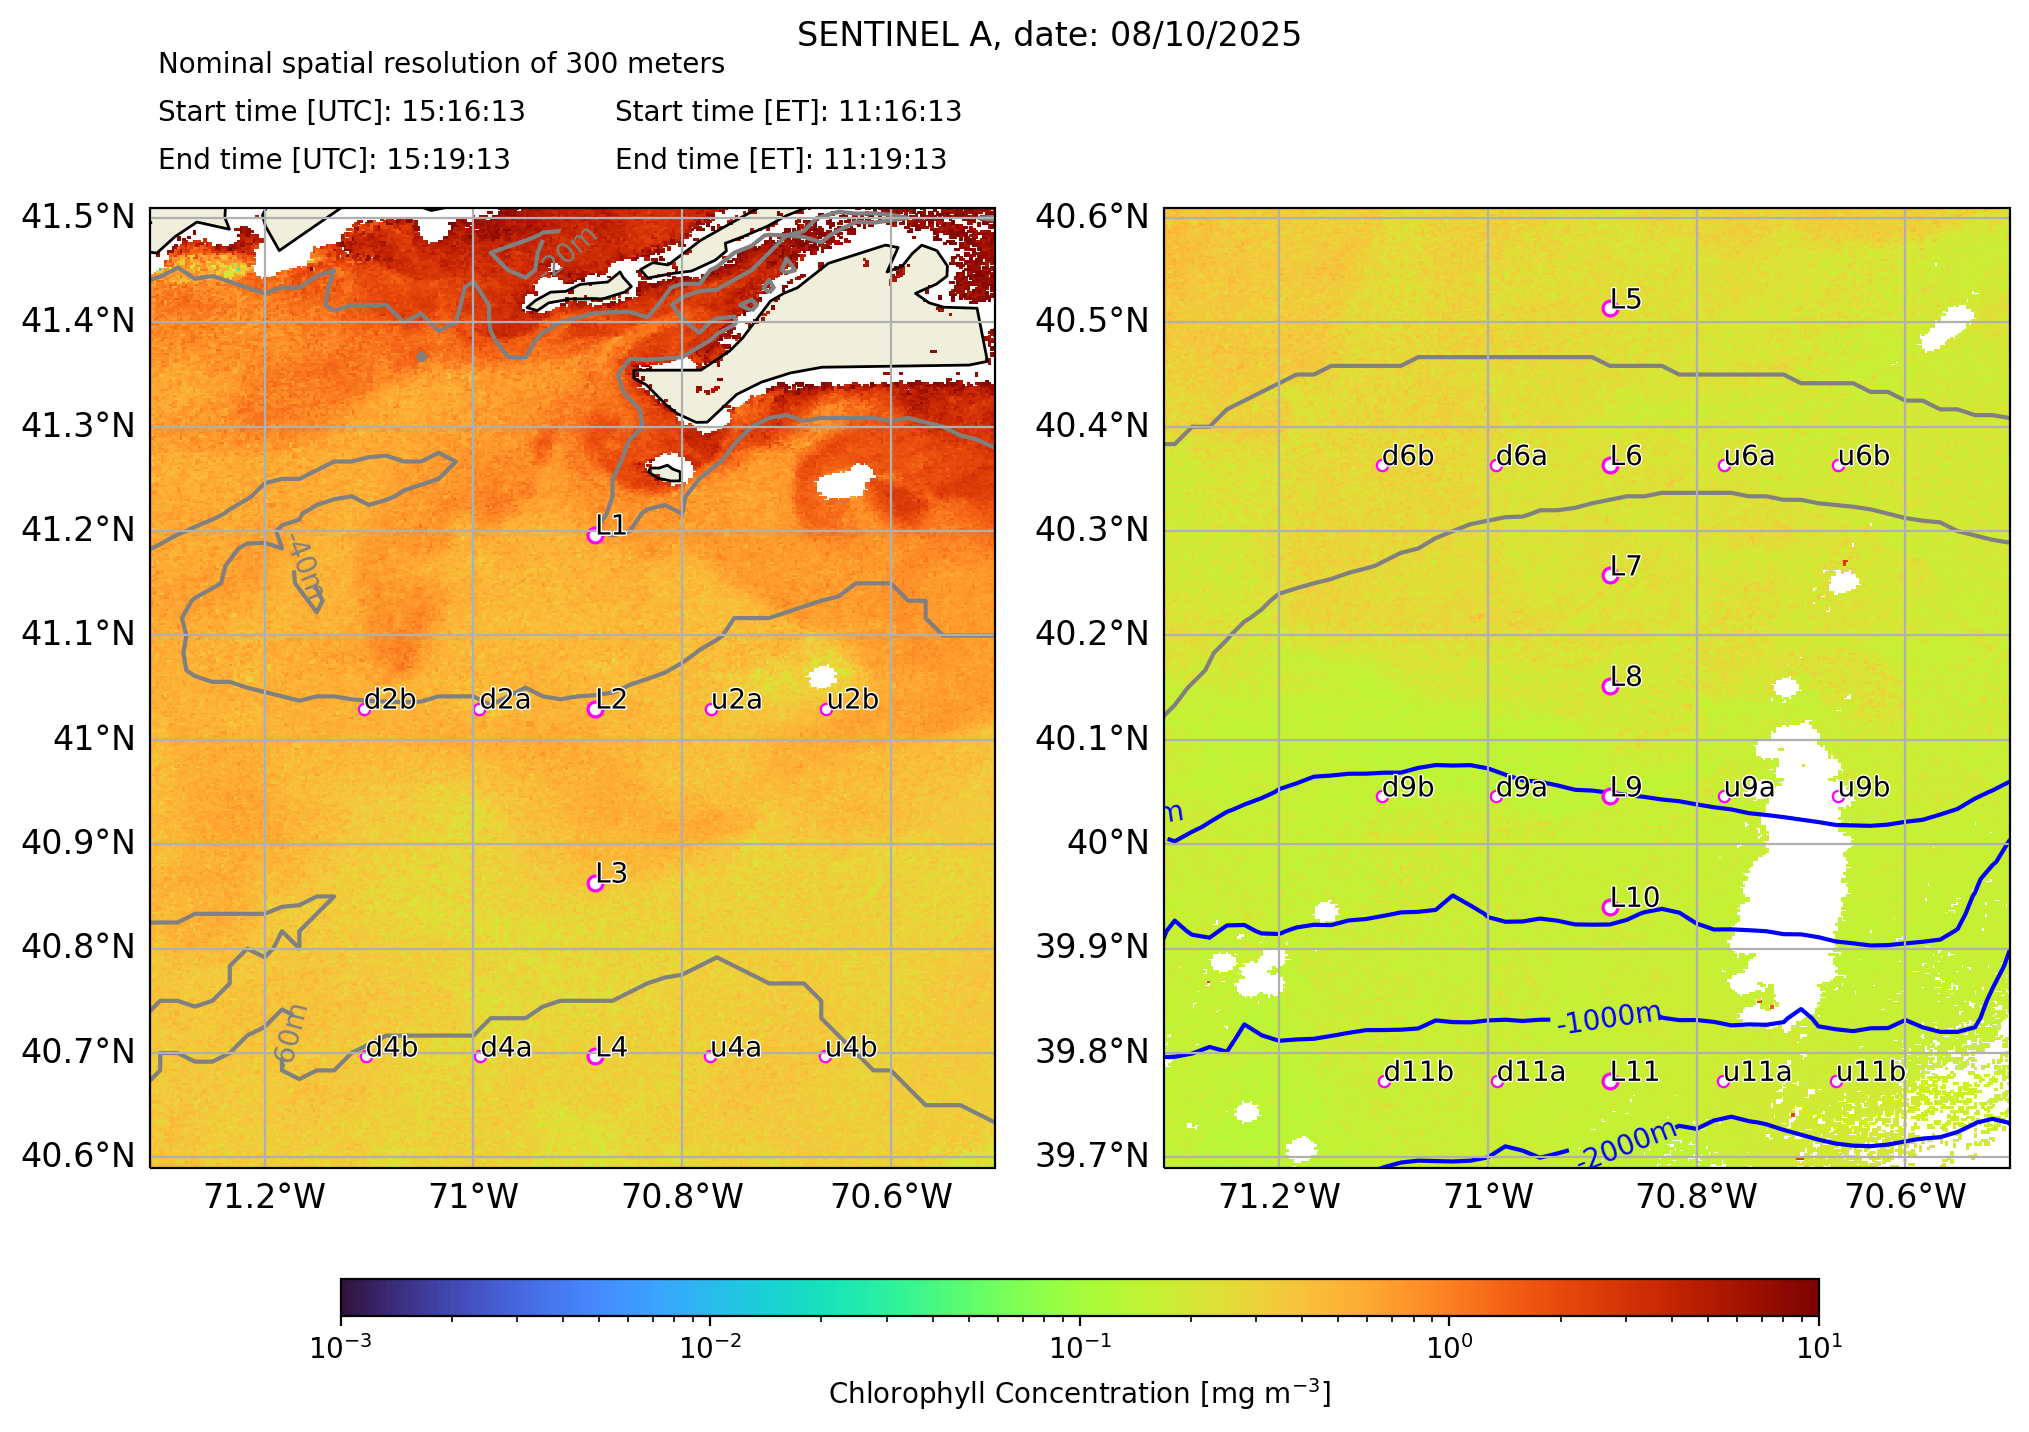 SENTINEL A, date: 08/10/2025
Nominal spatial resolution of 300 meters
Start time [UTC]: 15:16:13 Start time [ET]: 11:16:13
End time [UTC]: 15:19:13 End time [ET]: 11:19:13
41.5°N
41.4°N
41.3°N
41.2°N
41.1°N
41°N
40.9°N
40.8°N
40.7°N
40.6°N
71.2°W 71°W 70.8°W 70.6°W
20m
-40m
60m
L1
d2b d2a L2 u2a u2b
L3
d4b d4a L4 u4a u4b
40.6°N
40.5°N
40.4°N
40.3°N
40.2°N
40.1°N
40°N
39.9°N
39.8°N
39.7°N
71.2°W 71°W 70.8°W 70.6°W
L5
d6b d6a L6 u6a u6b
L7
L8
m
d9b d9a L9 u9a u9b
L10
-1000m
d11b d11a L11 u11a u11b
-2000m
10⁻³ 10⁻² 10⁻¹ 10⁰ 10¹
Chlorophyll Concentration [mg m⁻³]